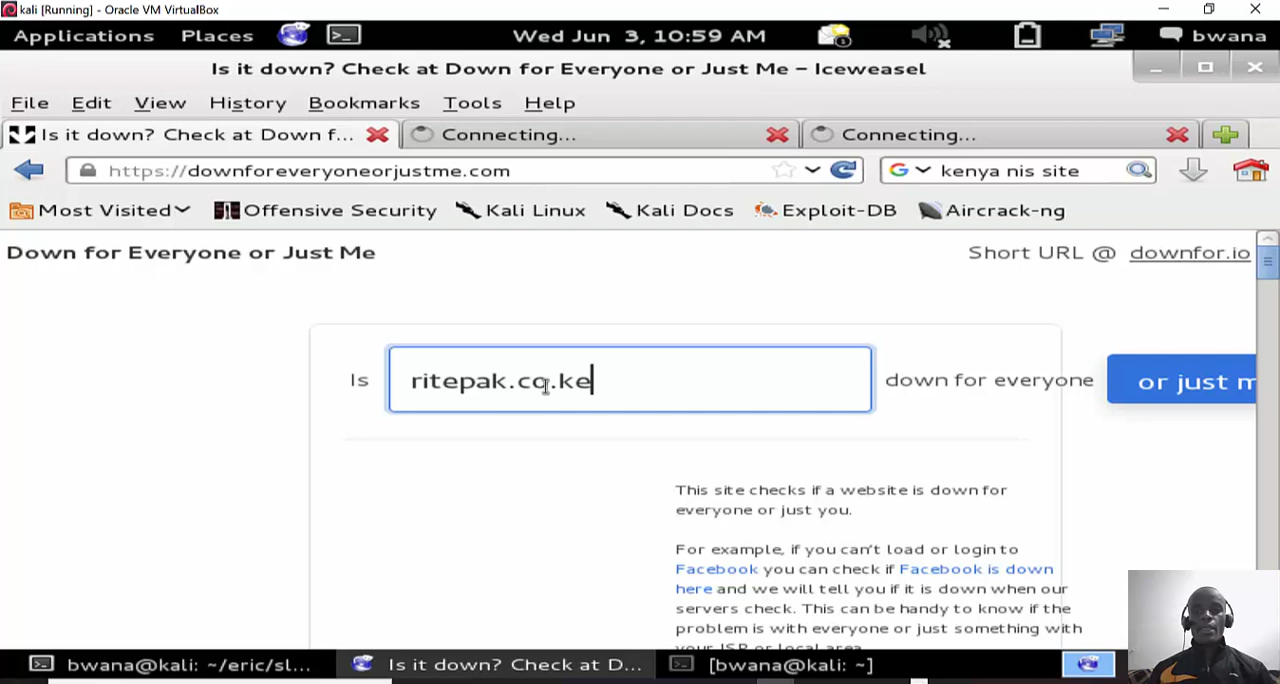 kali [Running] - Oracle VM VirtualBox
Applications Places Wed Jun 3, 10:59 AM bwana
Is it down? Check at Down for Everyone or Just Me – Iceweasel
File Edit View History Bookmarks Tools Help
Is it down? Check at Down f... Connecting... Connecting...
https://downforeveryoneorjustme.com kenya nis site
Most Visited Offensive Security Kali Linux Kali Docs Exploit-DB Aircrack-ng
Down for Everyone or Just Me Short URL @ downfor.io
Is ritepak.co.ke down for everyone or just m
This site checks if a website is down for
everyone or just you.
For example, if you can't load or login to
Facebook you can check if Facebook is down
here and we will tell you if it is down when our
servers check. This can be handy to know if the
problem is with everyone or just something with
your ISP or local area
bwana@kali: ~/eric/sl... Is it down? Check at D... [bwana@kali: ~]